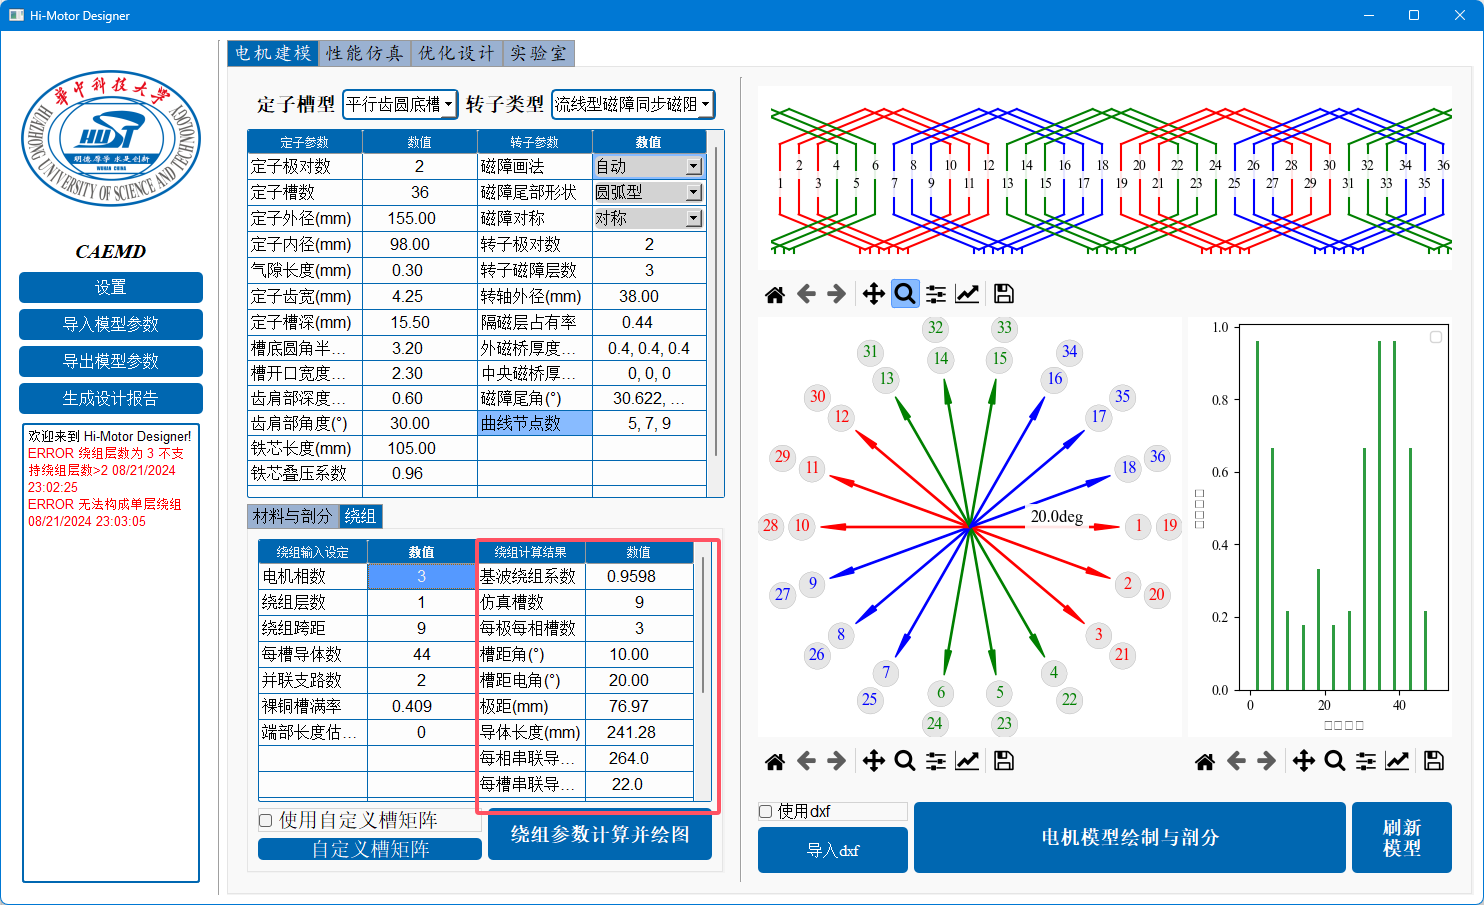 Hi-Motor Designer
华中科技大学
HUAZHONG UNIVERSITY OF SCIENCE AND TECHNOLOGY
HUST
明德 厚学 求是 创新
WUHAN CHINA
CAEMD
设置
导入模型参数
导出模型参数
生成设计报告
欢迎来到 Hi-Motor Designer!
ERROR 绕组层数为 3 不支
持绕组层数>2 08/21/2024
23:02:25
ERROR 无法构成单层绕组
08/21/2024 23:03:05
电机建模 性能仿真 优化设计 实验室
定子槽型 平行齿圆底槽 转子类型 流线型磁障同步磁阻
定子参数 数值 转子参数 数值
定子极对数 2 磁障画法 自动
定子槽数 36 磁障尾部形状 圆弧型
定子外径(mm) 155.00 磁障对称 对称
定子内径(mm) 98.00 转子极对数 2
气隙长度(mm) 0.30 转子磁障层数 3
定子齿宽(mm) 4.25 转轴外径(mm) 38.00
定子槽深(mm) 15.50 隔磁层占有率 0.44
槽底圆角半... 3.20 外磁桥厚度... 0.4, 0.4, 0.4
槽开口宽度... 2.30 中央磁桥厚... 0, 0, 0
齿肩部深度... 0.60 磁障尾角(°) 30.622, ...
齿肩部角度(°) 30.00 曲线节点数 5, 7, 9
铁芯长度(mm) 105.00
铁芯叠压系数 0.96
材料与剖分 绕组
绕组输入设定 数值 绕组计算结果 数值
电机相数 3 基波绕组系数 0.9598
绕组层数 1 仿真槽数 9
绕组跨距 9 每极每相槽数 3
每槽导体数 44 槽距角(°) 10.00
并联支路数 2 槽距电角(°) 20.00
裸铜槽满率 0.409 极距(mm) 76.97
端部长度估... 0 导体长度(mm) 241.28
每相串联导... 264.0
每槽串联导... 22.0
使用自定义槽矩阵
自定义槽矩阵
绕组参数计算并绘图
2 4 6 8 10 12 14 16 18 20 22 24 26 28 30 32 34 36
1 3 5 7 9 11 13 15 17 19 21 23 25 27 29 31 33 35
32 33
31 14 15 34
13 16
30 12 17 35
29 11 18 36
28 10 20.0deg 1 19
27 9 2 20
8 3
26 21
7 4
25 6 5 22
24 23
1.0
0.8
0.6
0.4
0.2
0.0
0 20 40
使用dxf
导入dxf
电机模型绘制与剖分
刷新
模型